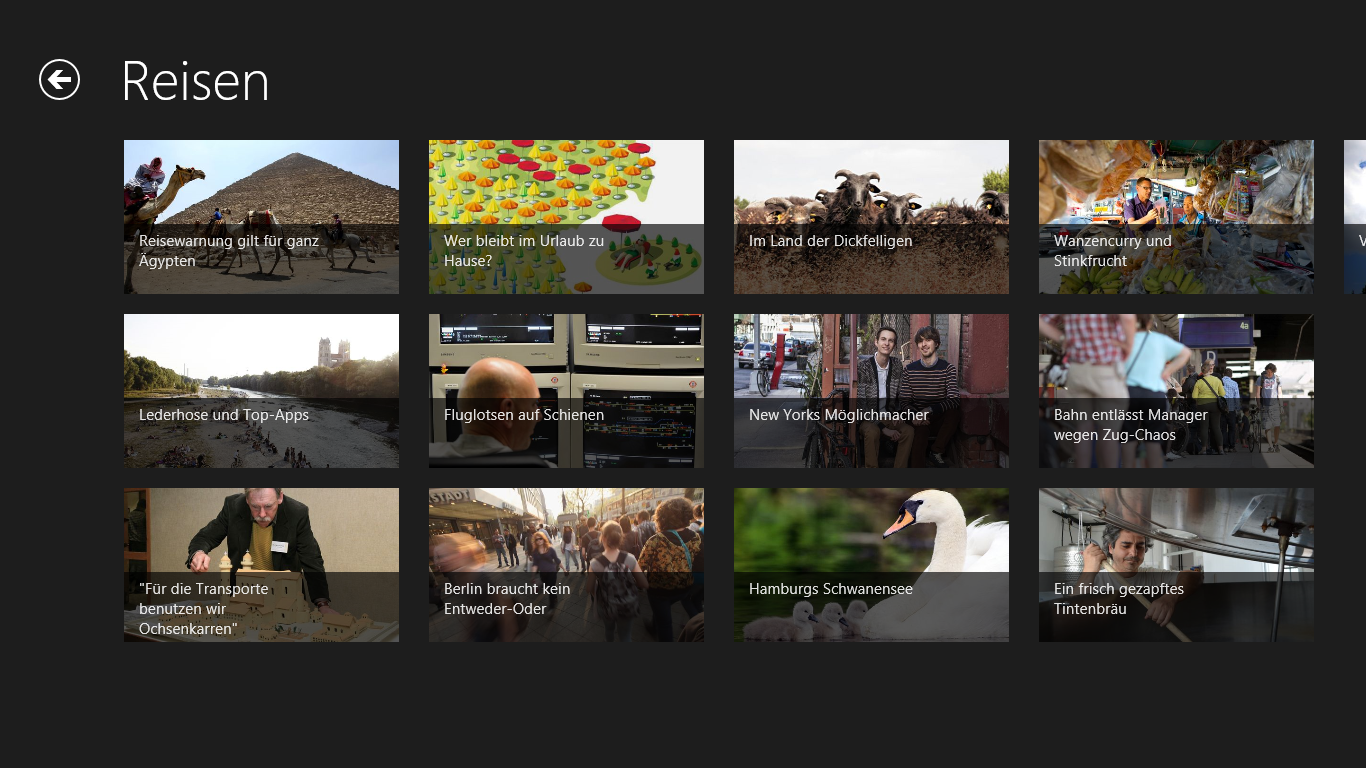 Reisen
Reisewarnung gilt für ganz
Ägypten
Wer bleibt im Urlaub zu
Hause?
Im Land der Dickfelligen
Wanzencurry und
Stinkfrucht
V
Lederhose und Top-Apps
Fluglotsen auf Schienen
New Yorks Möglichmacher
4a
D
Bahn entlässt Manager
wegen Zug-Chaos
"Für die Transporte
benutzen wir
Ochsenkarren"
STADT
Berlin braucht kein
Entweder-Oder
Hamburgs Schwanensee
Ein frisch gezapftes
Tintenbräu